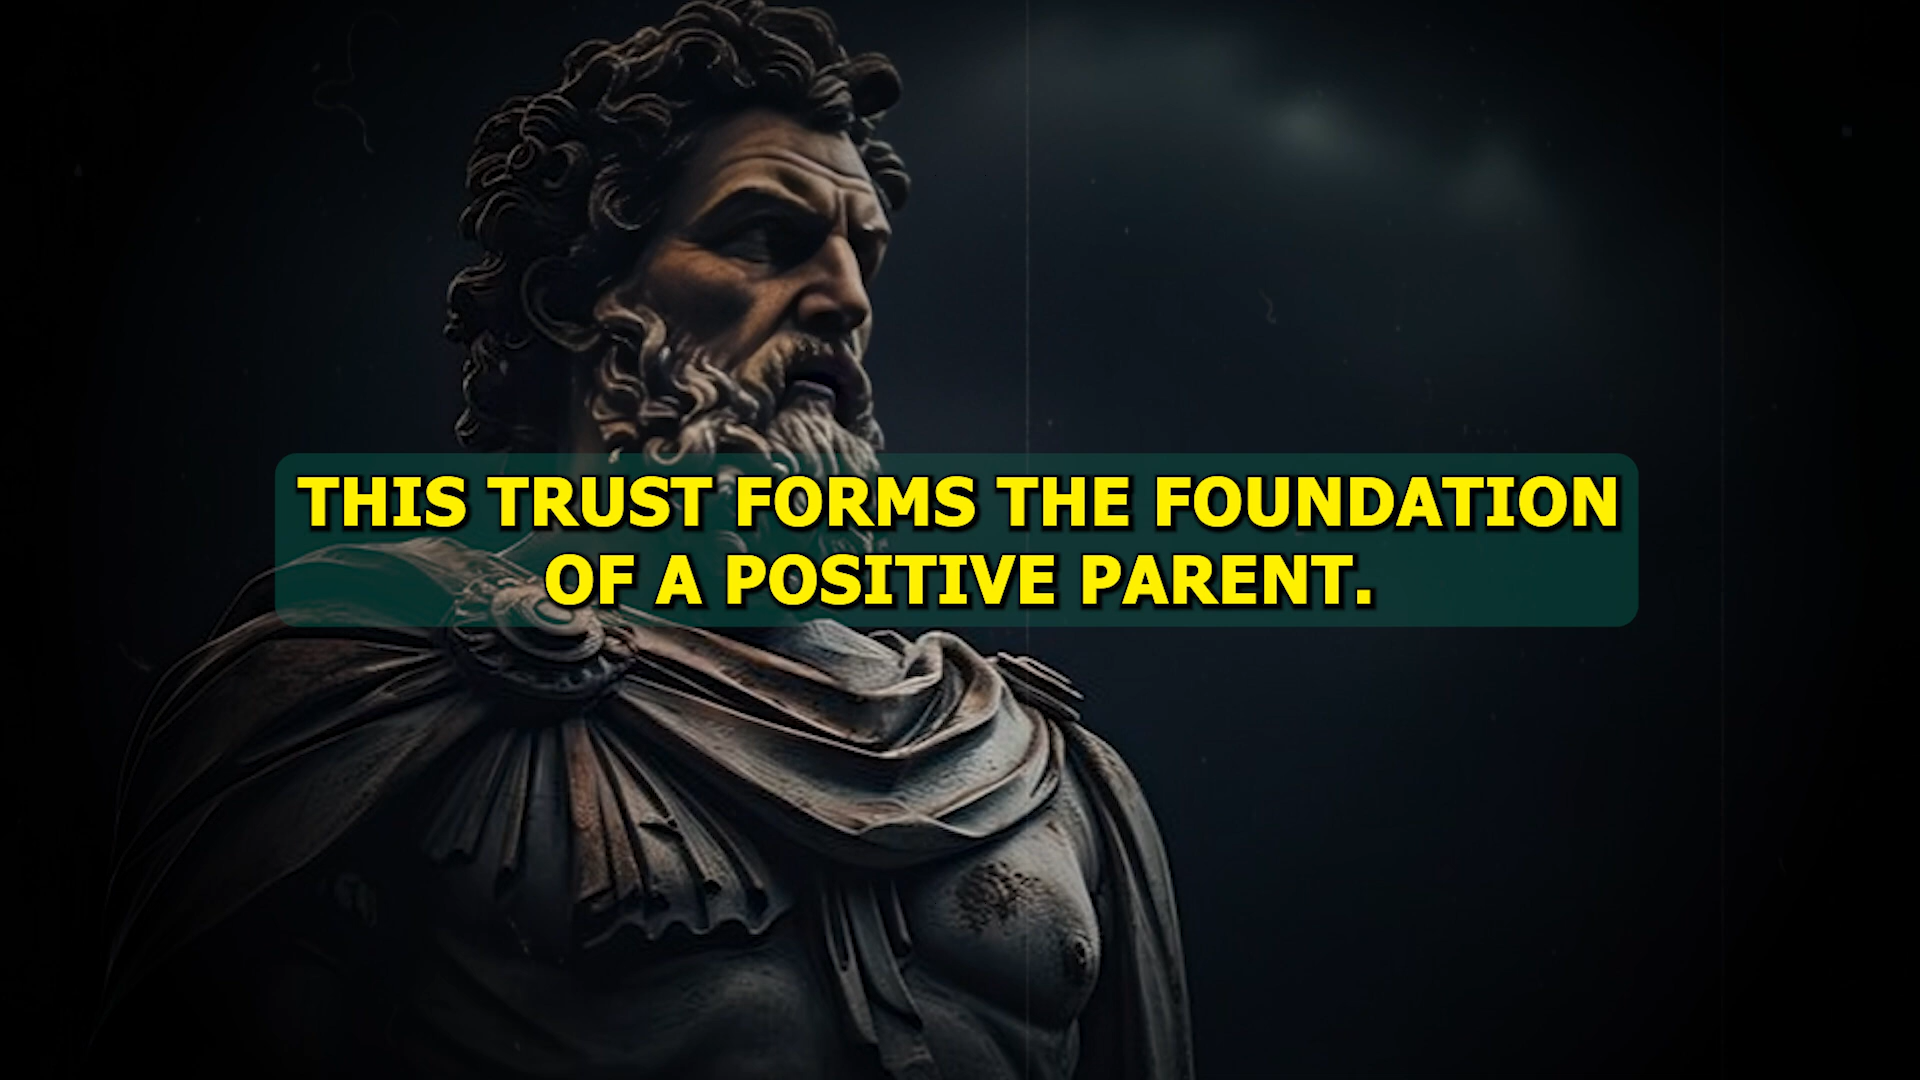 THIS TRUST FORMS THE FOUNDATION
OF A POSITIVE PARENT.